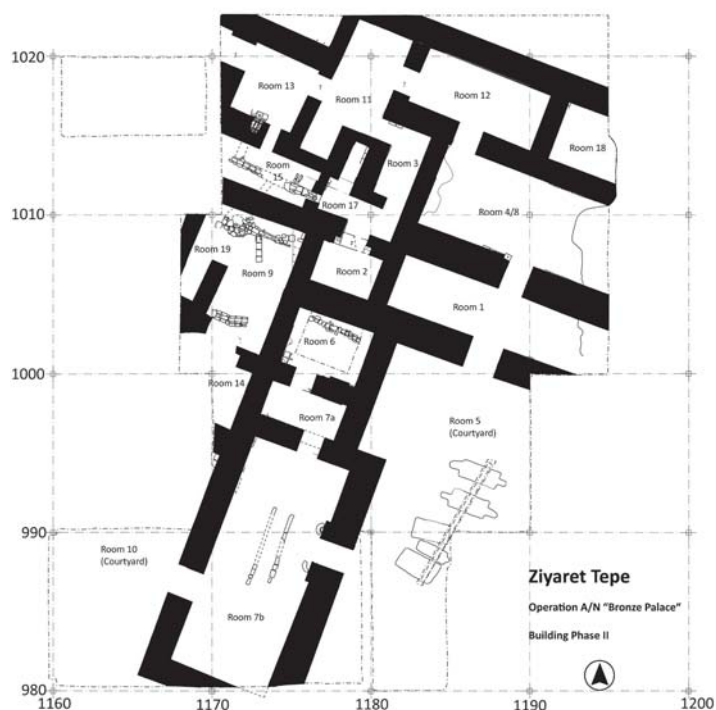 1020
Room 13
Room 11
Room 12
Room 18
Room
15
Room 3
Room 17
1010
Room 4/8
Room 19
Room 9
Room 2
Room 1
Room 6
1000
Room 14
Room 7a
Room 5
(Courtyard)
990
Room 10
(Courtyard)
Room 7b
Ziyaret Tepe
Operation A/N "Bronze Palace"
Building Phase II
980
1160
1170
1180
1190
1200